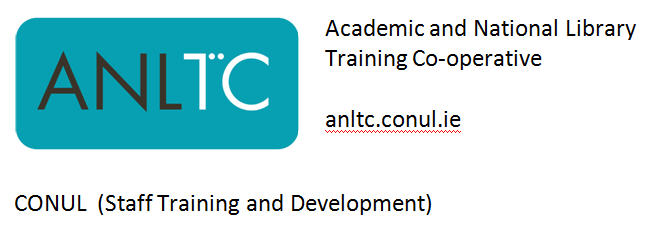 ANLTC
Academic and National Library
Training Co-operative
anltc.conul.ie
CONUL (Staff Training and Development)